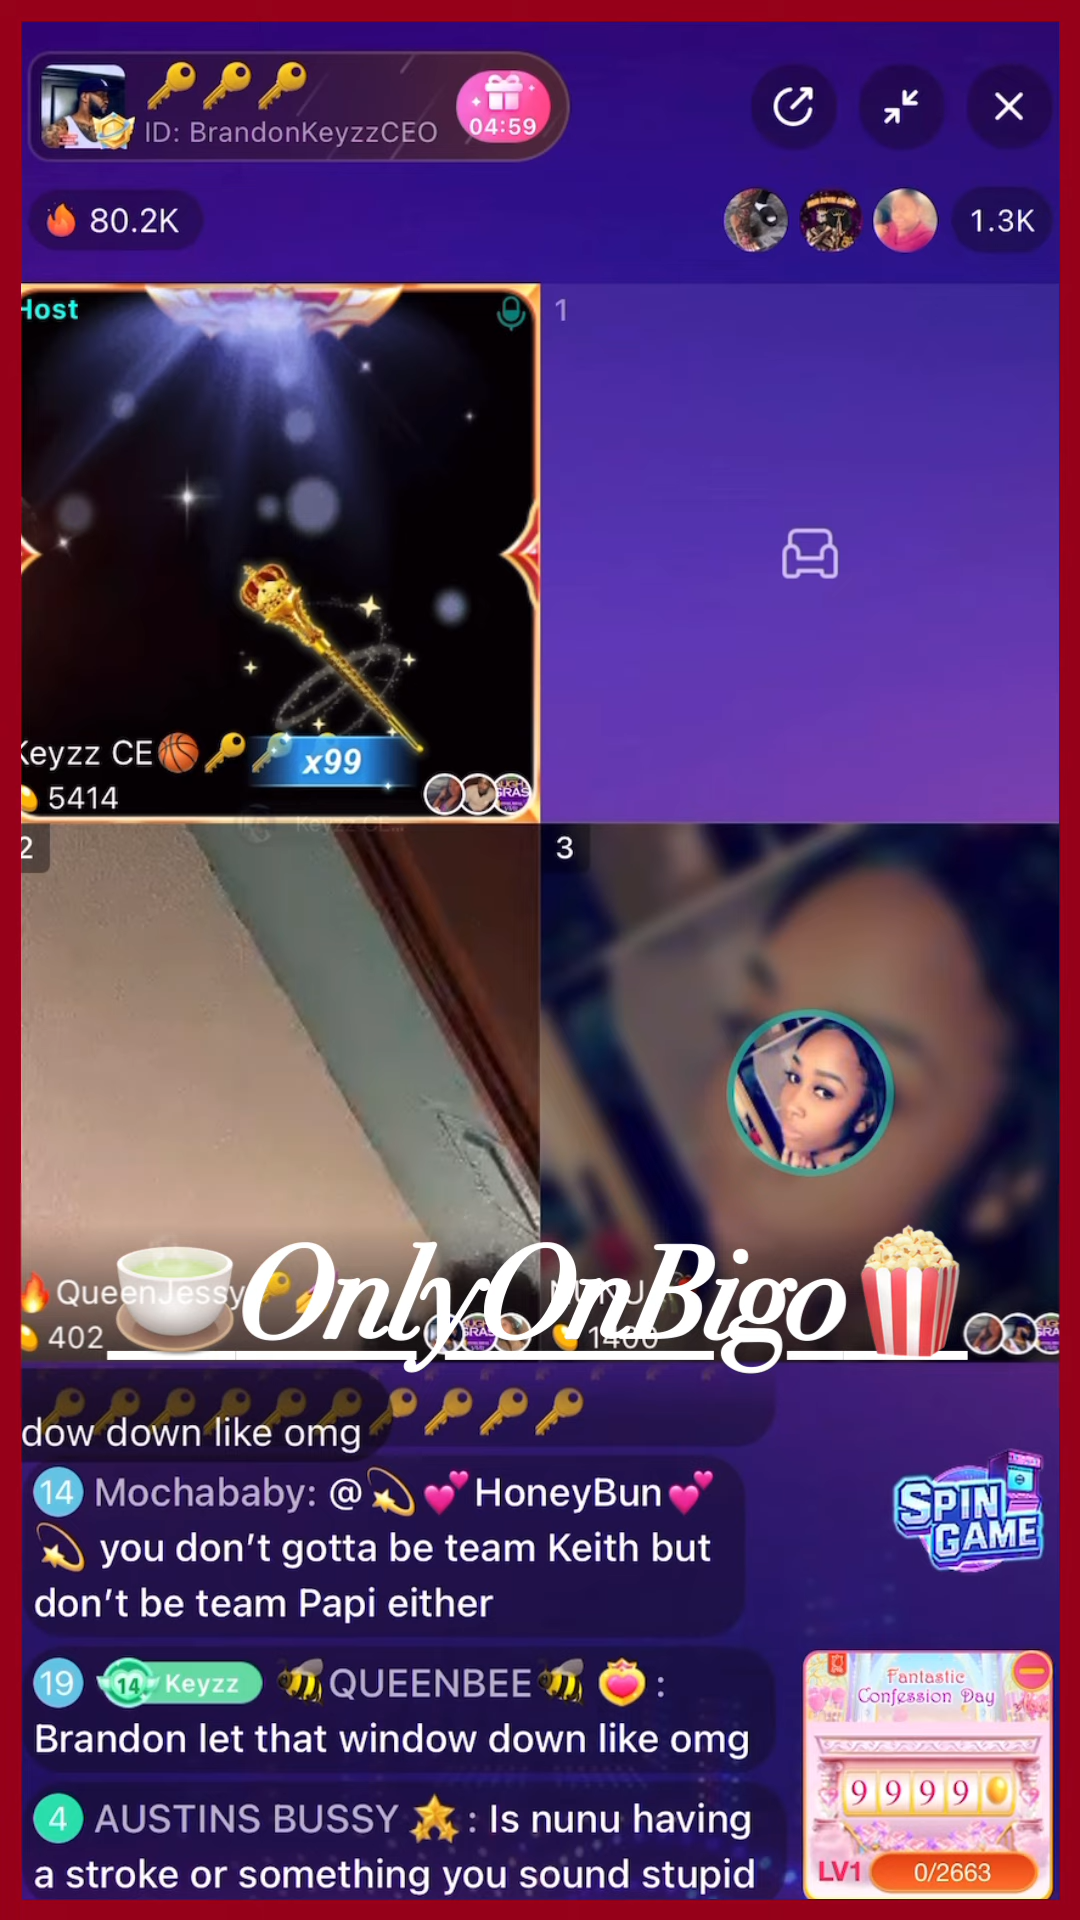 🔑🔑🔑
ID: BrandonKeyzzCEO
04:59
🔥 80.2K
1.3K
Host
1
Keyzz CE🏀🔑
x99
5414
2
3
🔥QueenJessy🔑
402
1400
🍵OnlyOnBigo🍿
🔑🔑🔑🔑🔑🔑🔑🔑🔑🔑
dow down like omg
14 Mochababy: @💫💕HoneyBun💕
💫 you don’t gotta be team Keith but
don’t be team Papi either
SPIN
GAME
19 14 Keyzz 🐝QUEENBEE🐝 :
Brandon let that window down like omg
Fantastic
Confession Day
9 9 9 9
4 AUSTINS BUSSY : Is nunu having
a stroke or something you sound stupid
LV1 0/2663